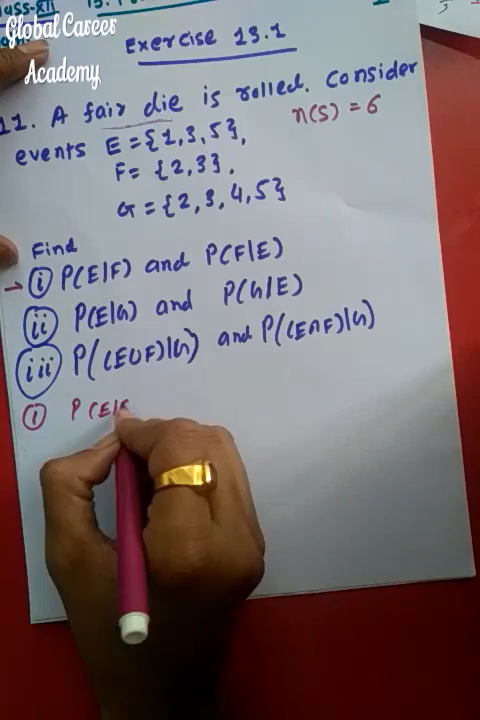 Global Career
Academy
Exercise 13.1
11. A fair die is rolled. Consider
events E = {1, 3, 5},
n(S) = 6
F = {2, 3},
G = {2, 3, 4, 5}
Find
→ (i) P(E|F) and P(F|E)
(ii) P(E|G) and P(G|E)
(iii) P((E∪F)|G) and P((E∩F)|G)
(i) P(E|F